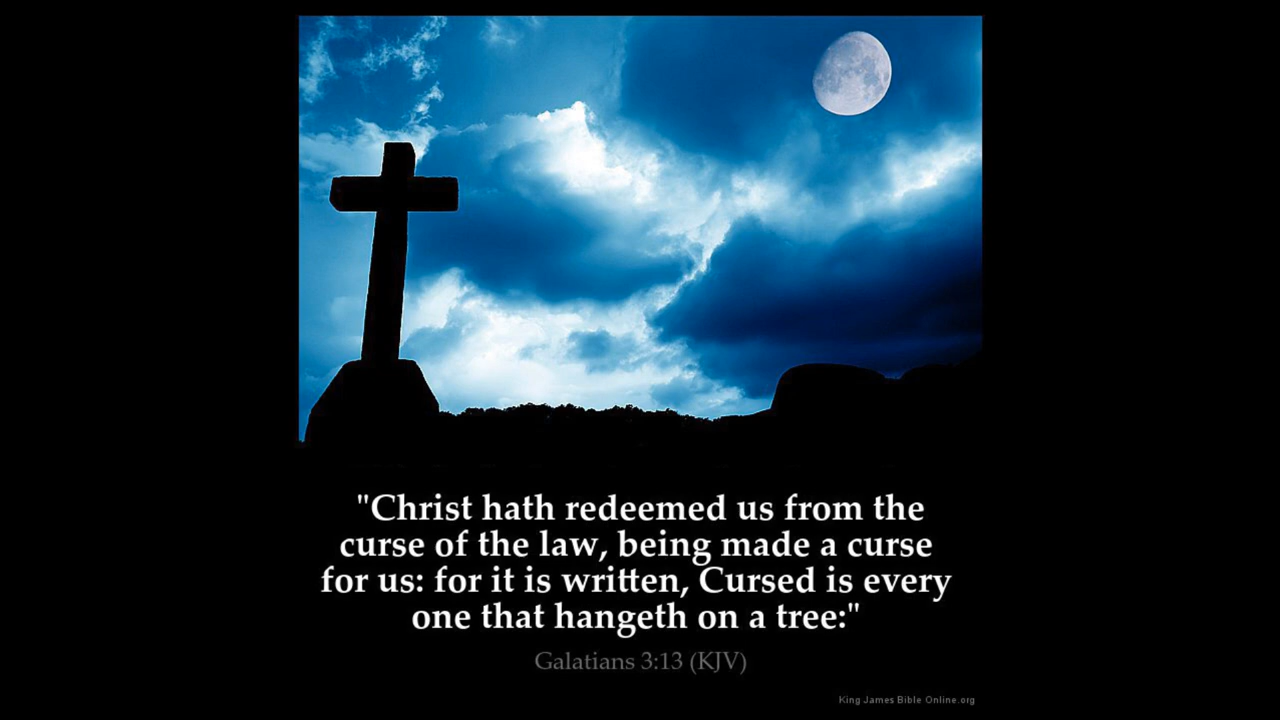 "Christ hath redeemed us from the
curse of the law, being made a curse
for us: for it is written, Cursed is every
one that hangeth on a tree:"
Galatians 3:13 (KJV)
King James Bible Online.org